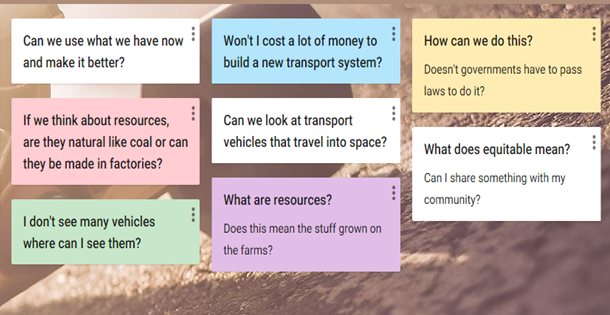 Can we use what we have now
and make it better?
If we think about resources,
are they natural like coal or can
they be made in factories?
I don't see many vehicles
where can I see them?
Won't I cost a lot of money to
build a new transport system?
Can we look at transport
vehicles that travel into space?
What are resources?
Does this mean the stuff grown on
the farms?
How can we do this?
Doesn't governments have to pass
laws to do it?
What does equitable mean?
Can I share something with my
community?